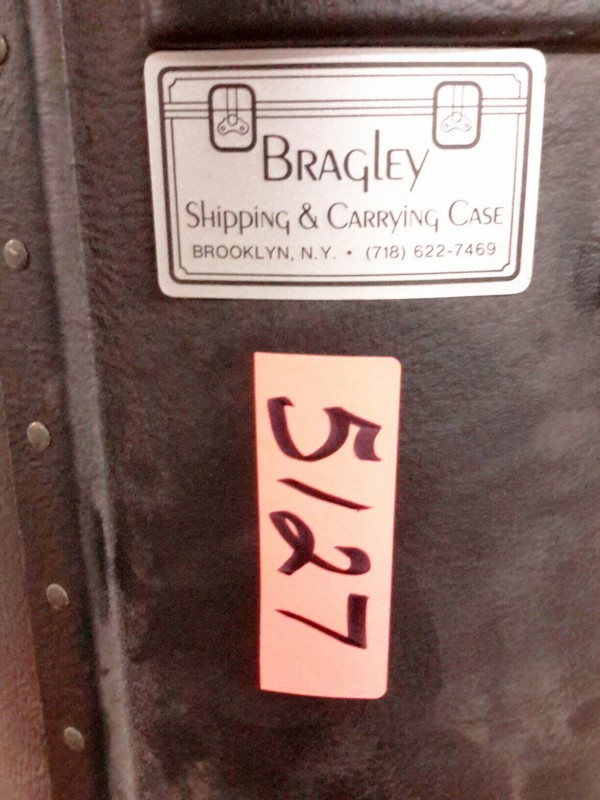 Bragley
Shipping & Carrying Case
BROOKLYN, N.Y. • (718) 622-7469
5127